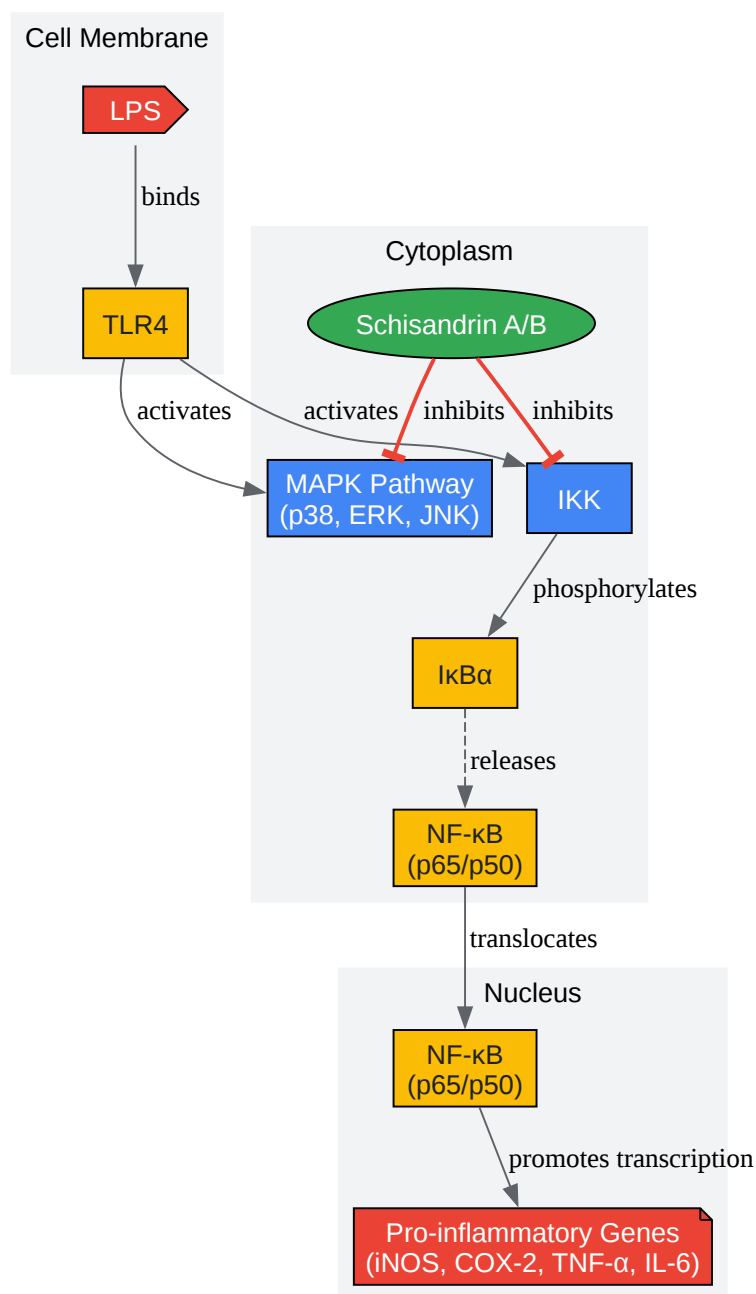 Cell Membrane
LPS
binds
TLR4
Cytoplasm
Schisandrin A/B
activates
activates
inhibits
inhibits
MAPK Pathway
(p38, ERK, JNK)
IKK
phosphorylates
IκBα
releases
NF-κB
(p65/p50)
translocates
Nucleus
NF-κB
(p65/p50)
promotes transcription
Pro-inflammatory Genes
(iNOS, COX-2, TNF-α, IL-6)